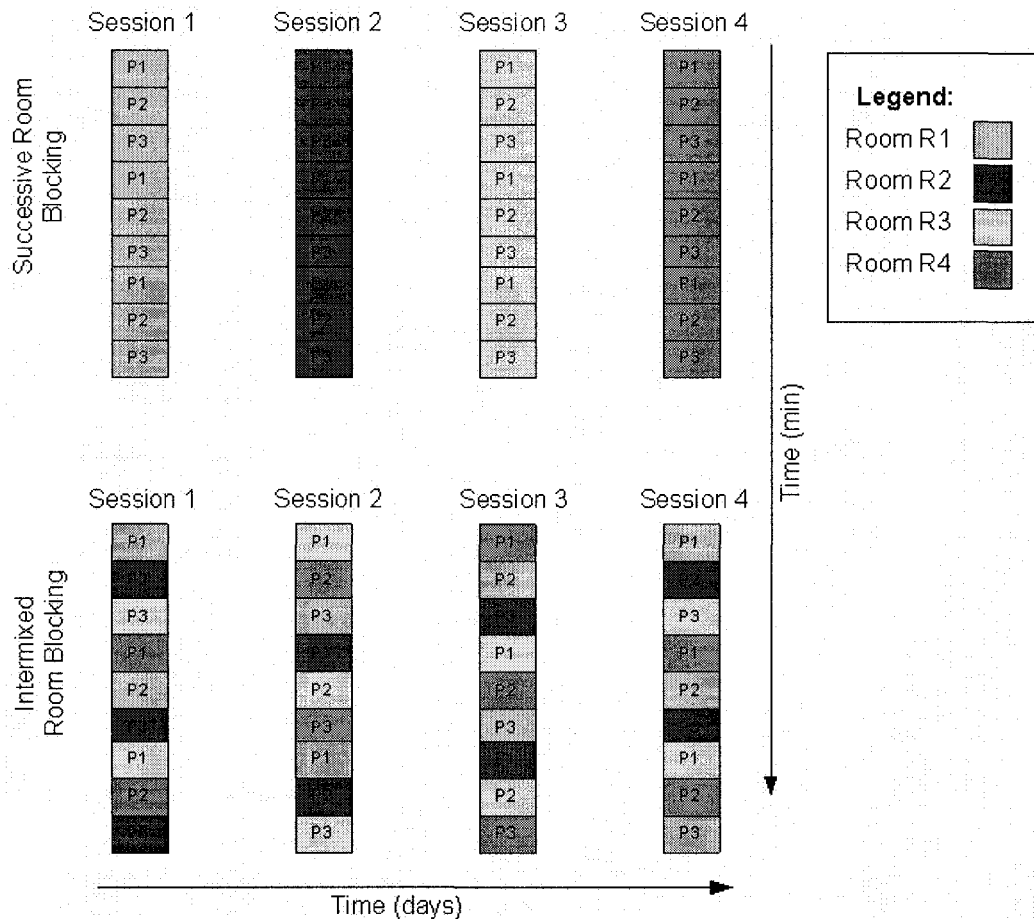 Session 1
Session 2
Session 3
Session 4
Successive Room
Blocking
P1
P2
P3
P1
P2
P3
P1
P2
P3
P3
P3
P1
P2
P3
P1
P2
P3
P1
P2
P3
P1
P2
P3
P1
P2
P3
P1
P2
P3
Legend:
Room R1
Room R2
Room R3
Room R4
Time (min)
Session 1
Session 2
Session 3
Session 4
Intermixed
Room Blocking
P1
P3
P1
P2
P1
P2
P1
P2
P3
P2
P3
P1
P3
P1
P2
P1
P2
P3
P2
P3
P1
P3
P1
P2
P1
P2
P3
Time (days)